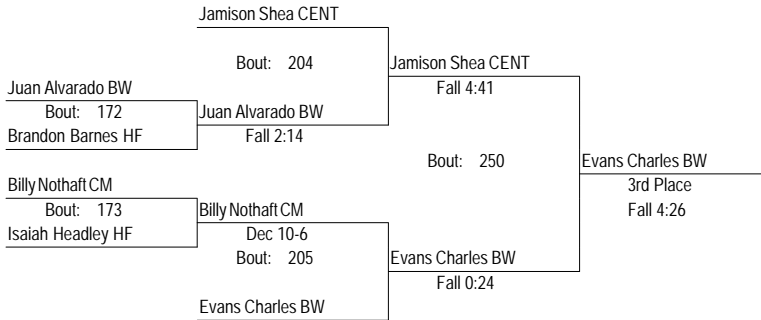 Jamison Shea CENT
Bout: 204
Jamison Shea CENT
Juan Alvarado BW
Fall 4:41
Bout: 172
Juan Alvarado BW
Brandon Barnes HF
Fall 2:14
Bout: 250
Evans Charles BW
Billy Nothaft CM
3rd Place
Bout: 173
Billy Nothaft CM
Fall 4:26
Isaiah Headley HF
Dec 10-6
Bout: 205
Evans Charles BW
Fall 0:24
Evans Charles BW